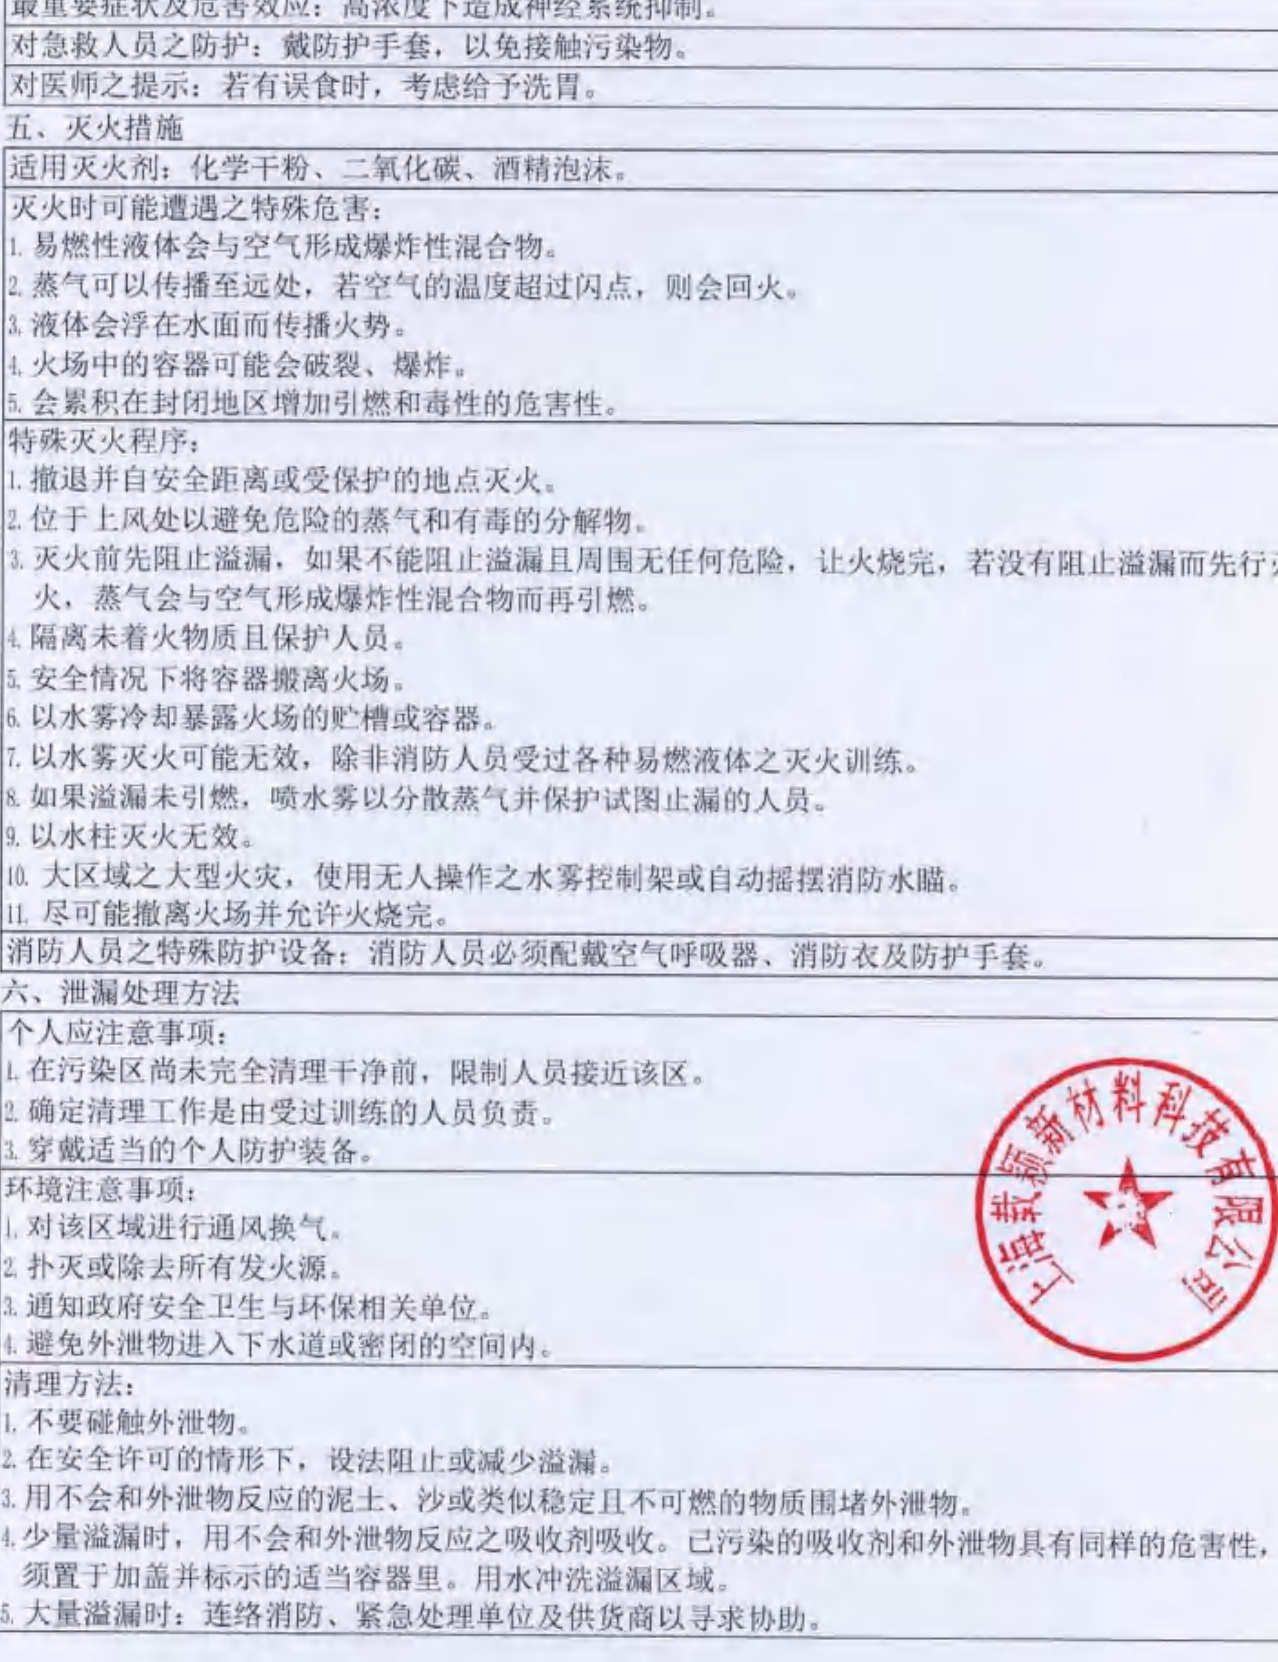 最重要症状及危害效应：高浓度下造成神经系统抑制。
对急救人员之防护：戴防护手套，以免接触污染物。
对医师之提示：若有误食时，考虑给予洗胃。
五、灭火措施
适用灭火剂：化学干粉、二氧化碳、酒精泡沫。
灭火时可能遭遇之特殊危害：
1.易燃性液体会与空气形成爆炸性混合物。
2.蒸气可以传播至远处，若空气的温度超过闪点，则会回火。
3.液体会浮在水面而传播火势。
4.火场中的容器可能会破裂、爆炸。
5.会累积在封闭地区增加引燃和毒性的危害性。
特殊灭火程序：
1.撤退并自安全距离或受保护的地点灭火。
2.位于上风处以避免危险的蒸气和有毒的分解物。
3.灭火前先阻止溢漏，如果不能阻止溢漏且周围无任何危险，让火烧完，若没有阻止溢漏而先行灭
火，蒸气会与空气形成爆炸性混合物而再引燃。
4.隔离未着火物质且保护人员。
5.安全情况下将容器搬离火场。
6.以水雾冷却暴露火场的贮槽或容器。
7.以水雾灭火可能无效，除非消防人员受过各种易燃液体之灭火训练。
8.如果溢漏未引燃，喷水雾以分散蒸气并保护试图止漏的人员。
9.以水柱灭火无效。
10.大区域之大型火灾，使用无人操作之水雾控制架或自动摇摆消防水瞄。
11.尽可能撤离火场并允许火烧完。
消防人员之特殊防护设备：消防人员必须配戴空气呼吸器、消防衣及防护手套。
六、泄漏处理方法
个人应注意事项：
1.在污染区尚未完全清理干净前，限制人员接近该区。
2.确定清理工作是由受过训练的人员负责。
3.穿戴适当的个人防护装备。
环境注意事项：
1.对该区域进行通风换气。
2.扑灭或除去所有发火源。
3.通知政府安全卫生与环保相关单位。
4.避免外泄物进入下水道或密闭的空间内。
上海载颖新材料科技有限公司
清理方法：
1.不要碰触外泄物。
2.在安全许可的情形下，设法阻止或减少溢漏。
3.用不会和外泄物反应的泥土、沙或类似稳定且不可燃的物质围堵外泄物。
4.少量溢漏时，用不会和外泄物反应之吸收剂吸收。已污染的吸收剂和外泄物具有同样的危害性，
须置于加盖并标示的适当容器里。用水冲洗溢漏区域。
5.大量溢漏时：连络消防、紧急处理单位及供货商以寻求协助。